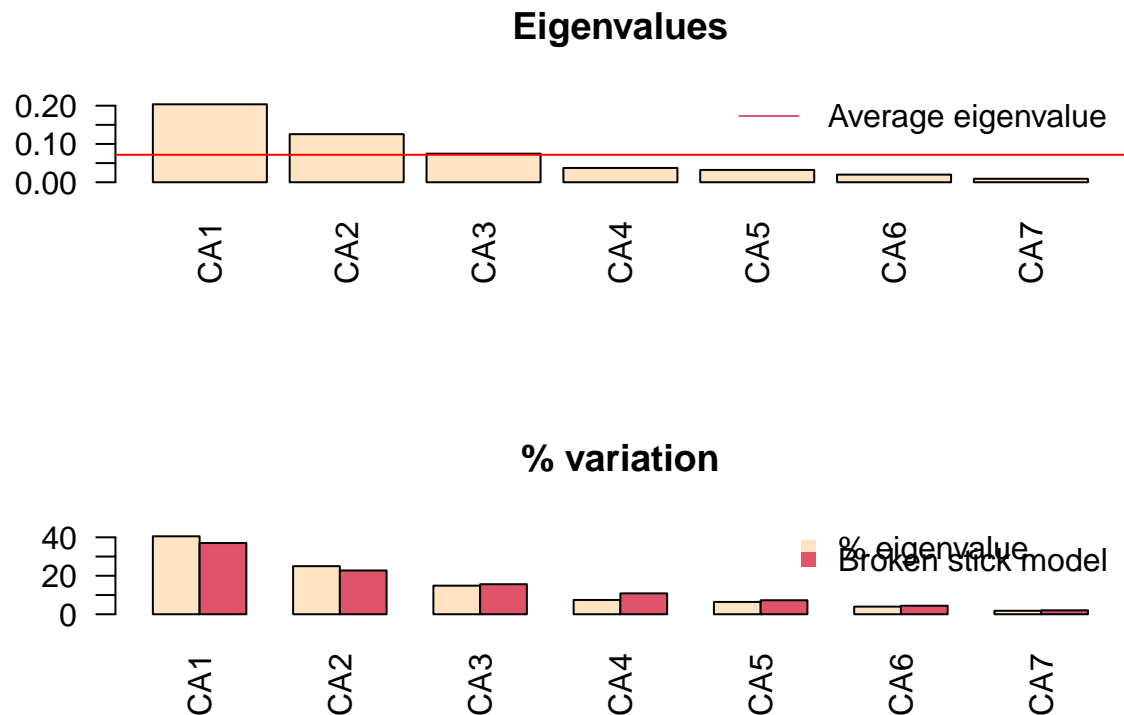 Eigenvalues
0.20
0.10
0.00
Average eigenvalue
CA1 CA2 CA3 CA4 CA5 CA6 CA7
% variation
40
20
0
% eigenvalue
Broken stick model
CA1 CA2 CA3 CA4 CA5 CA6 CA7